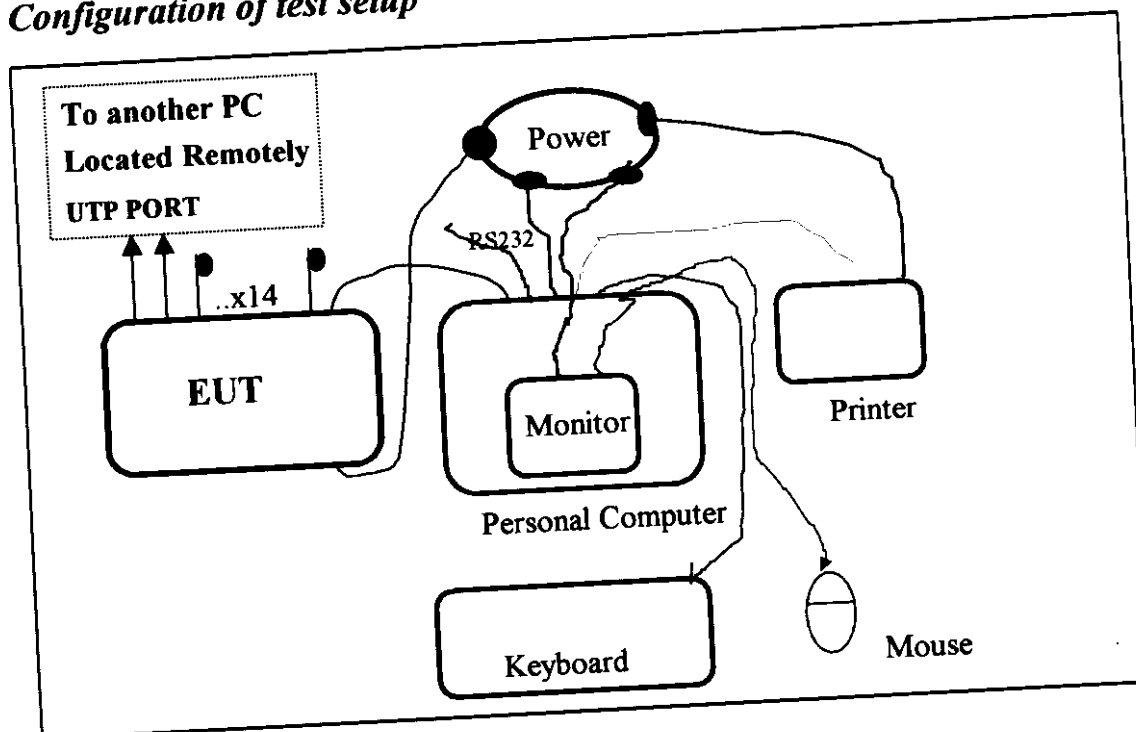 Configuration of test setup
To another PC
Located Remotely
UTP PORT
Power
RS232
..x14
EUT
Monitor
Printer
Personal Computer
Keyboard
Mouse